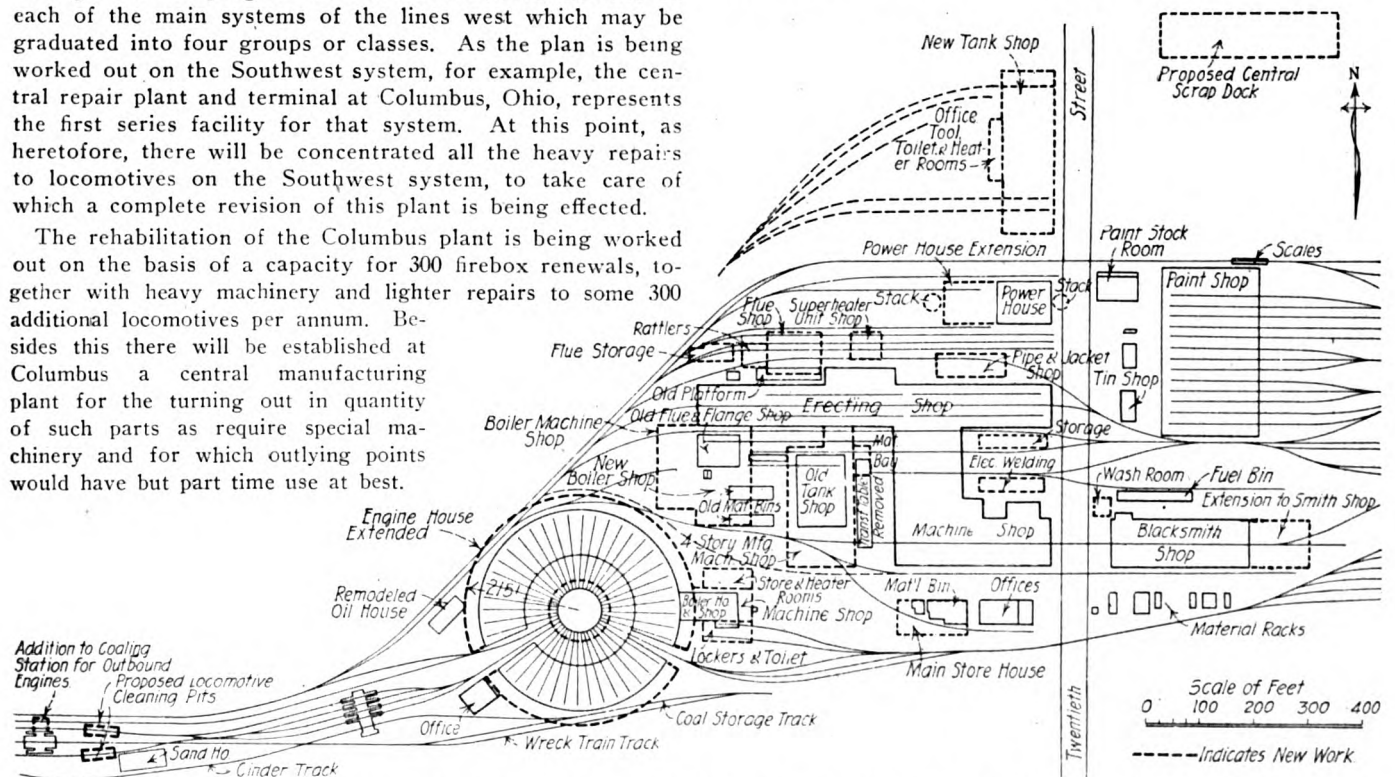 each of the main systems of the lines west which may be
graduated into four groups or classes. As the plan is being
worked out on the Southwest system, for example, the cen-
tral repair plant and terminal at Columbus, Ohio, represents
the first series facility for that system. At this point, as
heretofore, there will be concentrated all the heavy repairs
to locomotives on the Southwest system, to take care of
which a complete revision of this plant is being effected.
The rehabilitation of the Columbus plant is being worked
out on the basis of a capacity for 300 firebox renewals, to-
gether with heavy machinery and lighter repairs to some 300
additional locomotives per annum. Be-
sides this there will be established at
Columbus a central manufacturing
plant for the turning out in quantity
of such parts as require special ma-
chinery and for which outlying points
would have but part time use at best.
New Tank Shop
Street
Proposed Central
Scrap Dock
N
Office
Tool,
Toilet & Heat-
er Rooms
Power House Extension
Paint Stock
Room
Scales
Flue
Shop
Superheater
Unit Shop
Stack
Power
House
Stack
Paint Shop
Rattlers
Flue Storage
Pipe & Jacket
Shop
Tin Shop
Old Platform
Old Flue & Flange Shop
Erecting Shop
Boiler Machine
Shop
Storage
Mat.
Bay
New
Boiler Shop
Old
Tank
Shop
Elec. Welding
Wash Room
Fuel Bin
Extension to Smith Shop
Old Mat. Bins
Trans. Table
Removed
Engine House
Extended
4-Story Mfg.
Mach. Shop
Machine Shop
Blacksmith
Shop
215'
Remodeled
Oil House
Store & Heater
Rooms
Boiler Ho.
& Shop
Machine Shop
Mat'l Bin
Offices
Material Racks
Lockers & Toilet
Main Store House
Addition to Coaling
Station for Outbound
Engines.
Proposed Locomotive
Cleaning Pits
Office
Coal Storage Track
Wreck Train Track
Sand Ho
Cinder Track
Twentieth
Scale of Feet
0 100 200 300 400
Indicates New Work